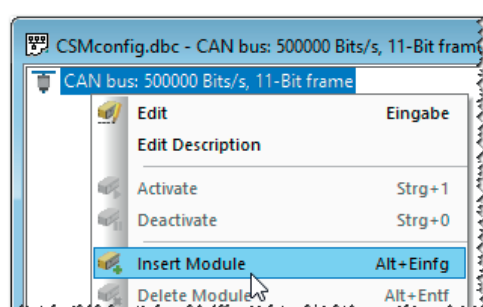 CSMconfig.dbc - CAN bus: 500000 Bits/s, 11-Bit fram
CAN bus: 500000 Bits/s, 11-Bit frame
Edit Eingabe
Edit Description
Activate Strg+1
Deactivate Strg+0
Insert Module Alt+Einfg
Delete Module Alt+Entf